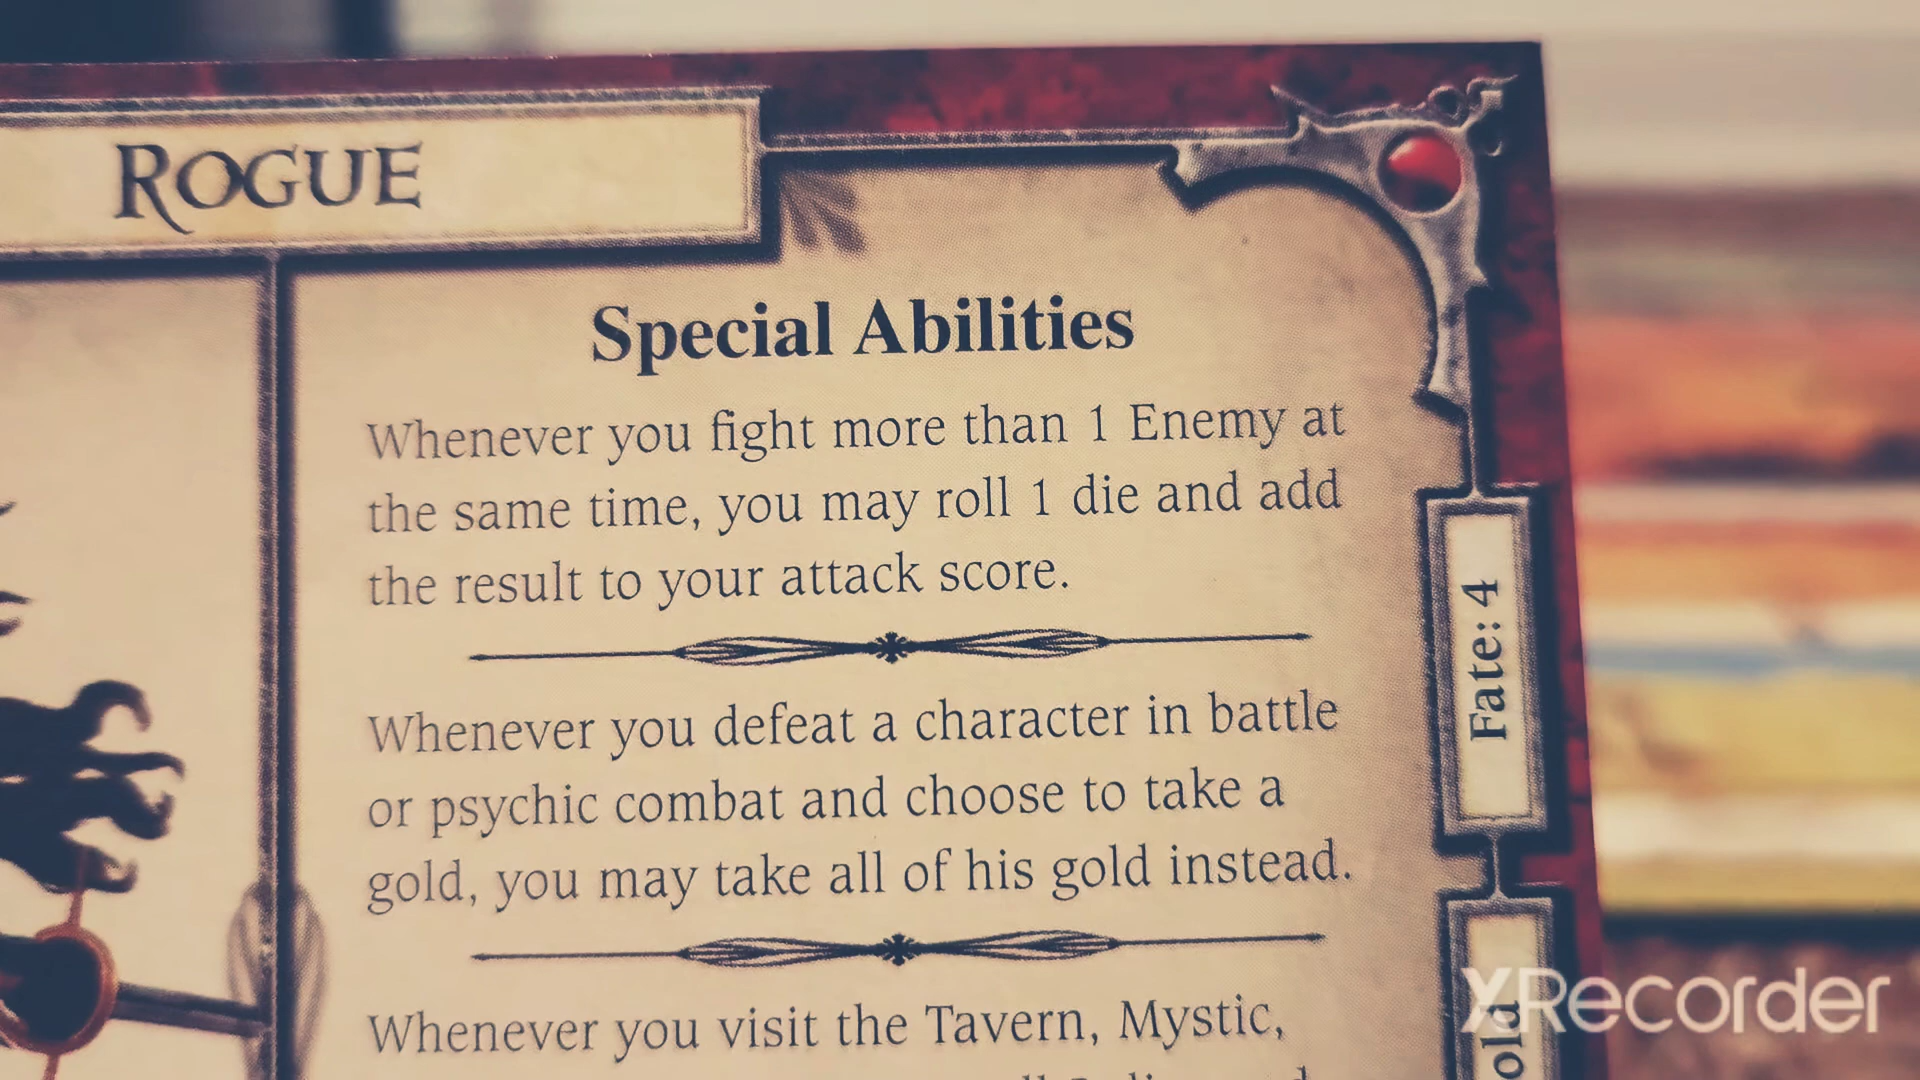 ROGUE
Special Abilities
Whenever you fight more than 1 Enemy at
the same time, you may roll 1 die and add
the result to your attack score.
Whenever you defeat a character in battle
or psychic combat and choose to take a
gold, you may take all of his gold instead.
Whenever you visit the Tavern, Mystic,
Fate: 4
XRecorder